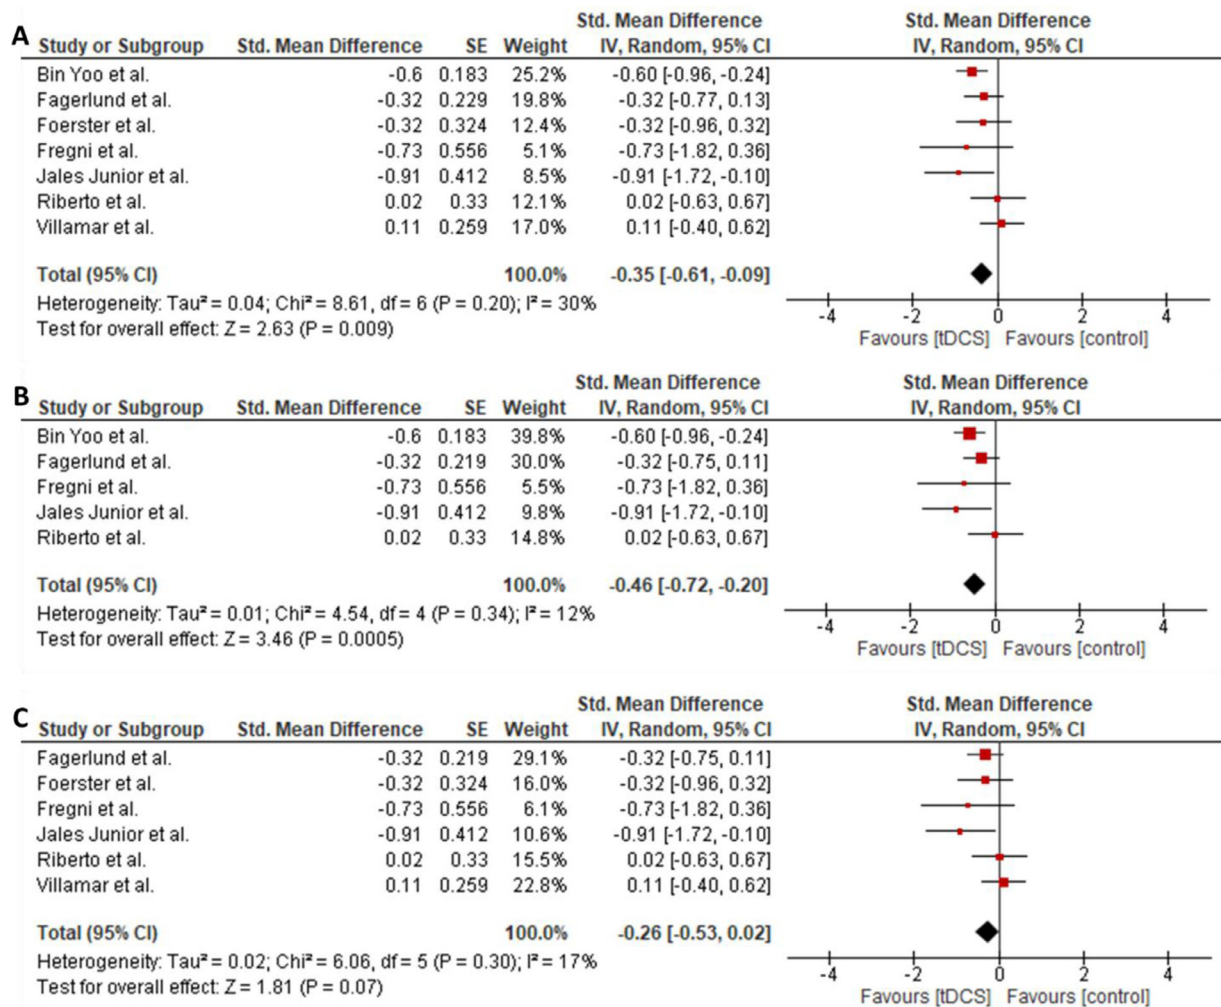 A
Std. Mean Difference Std. Mean Difference
Study or Subgroup Std. Mean Difference SE Weight IV, Random, 95% CI IV, Random, 95% CI
Bin Yoo et al. -0.6 0.183 25.2% -0.60 [-0.96, -0.24]
Fagerlund et al. -0.32 0.229 19.8% -0.32 [-0.77, 0.13]
Foerster et al. -0.32 0.324 12.4% -0.32 [-0.96, 0.32]
Fregni et al. -0.73 0.556 5.1% -0.73 [-1.82, 0.36]
Jales Junior et al. -0.91 0.412 8.5% -0.91 [-1.72, -0.10]
Riberto et al. 0.02 0.33 12.1% 0.02 [-0.63, 0.67]
Villamar et al. 0.11 0.259 17.0% 0.11 [-0.40, 0.62]
Total (95% CI) 100.0% -0.35 [-0.61, -0.09]
Heterogeneity: Tau² = 0.04; Chi² = 8.61, df = 6 (P = 0.20); I² = 30%
Test for overall effect: Z = 2.63 (P = 0.009)
-4 -2 0 2 4
Favours [tDCS] Favours [control]
B
Std. Mean Difference Std. Mean Difference
Study or Subgroup Std. Mean Difference SE Weight IV, Random, 95% CI IV, Random, 95% CI
Bin Yoo et al. -0.6 0.183 39.8% -0.60 [-0.96, -0.24]
Fagerlund et al. -0.32 0.219 30.0% -0.32 [-0.75, 0.11]
Fregni et al. -0.73 0.556 5.5% -0.73 [-1.82, 0.36]
Jales Junior et al. -0.91 0.412 9.8% -0.91 [-1.72, -0.10]
Riberto et al. 0.02 0.33 14.8% 0.02 [-0.63, 0.67]
Total (95% CI) 100.0% -0.46 [-0.72, -0.20]
Heterogeneity: Tau² = 0.01; Chi² = 4.54, df = 4 (P = 0.34); I² = 12%
Test for overall effect: Z = 3.46 (P = 0.0005)
-4 -2 0 2 4
Favours [tDCS] Favours [control]
C
Std. Mean Difference Std. Mean Difference
Study or Subgroup Std. Mean Difference SE Weight IV, Random, 95% CI IV, Random, 95% CI
Fagerlund et al. -0.32 0.219 29.1% -0.32 [-0.75, 0.11]
Foerster et al. -0.32 0.324 16.0% -0.32 [-0.96, 0.32]
Fregni et al. -0.73 0.556 6.1% -0.73 [-1.82, 0.36]
Jales Junior et al. -0.91 0.412 10.6% -0.91 [-1.72, -0.10]
Riberto et al. 0.02 0.33 15.5% 0.02 [-0.63, 0.67]
Villamar et al. 0.11 0.259 22.8% 0.11 [-0.40, 0.62]
Total (95% CI) 100.0% -0.26 [-0.53, 0.02]
Heterogeneity: Tau² = 0.02; Chi² = 6.06, df = 5 (P = 0.30); I² = 17%
Test for overall effect: Z = 1.81 (P = 0.07)
-4 -2 0 2 4
Favours [tDCS] Favours [control]